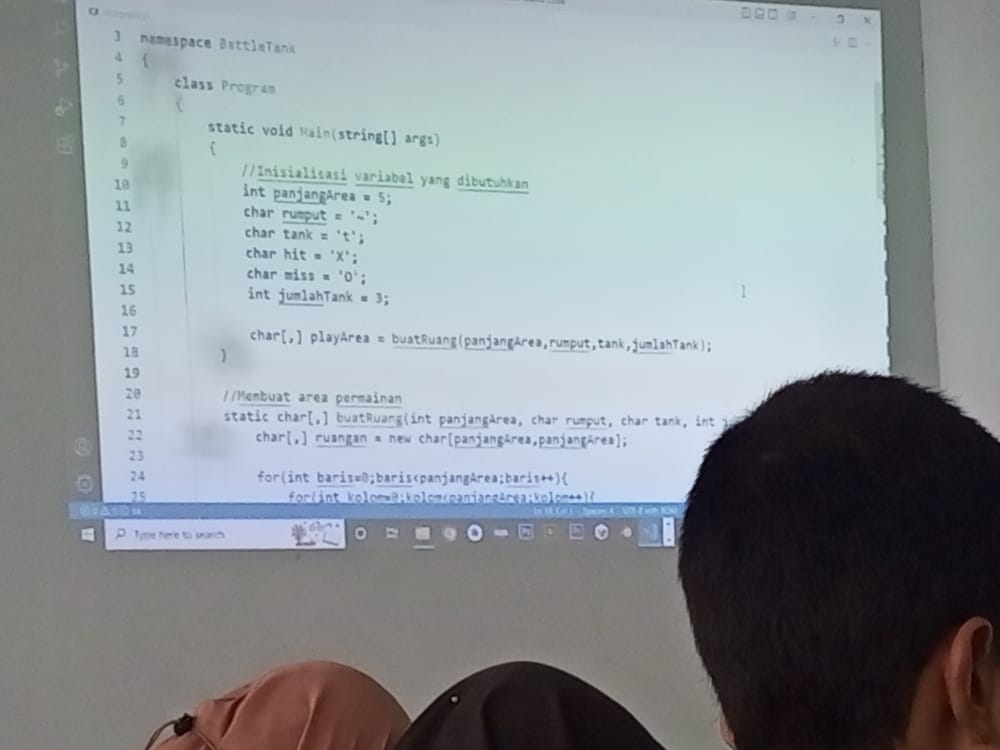 3 namespace BattleTank
4 {
5 class Program
6 {
7 static void Main(string[] args)
8 {
9 //Inisialisasi variabel yang dibutuhkan
10 int panjangArea = 5;
11 char rumput = '~';
12 char tank = 't';
13 char hit = 'X';
14 char miss = 'O';
15 int jumlahTank = 3;
16
17 char[,] playArea = buatRuang(panjangArea,rumput,tank,jumlahTank);
18 }
19
20 //Membuat area permainan
21 static char[,] buatRuang(int panjangArea, char rumput, char tank, int
22 char[,] ruangan = new char[panjangArea,panjangArea];
23
24 for(int baris=0;baris<panjangArea;baris++){
25 for(int kolom=0;kolom<panjangArea;kolom++){
Type here to search